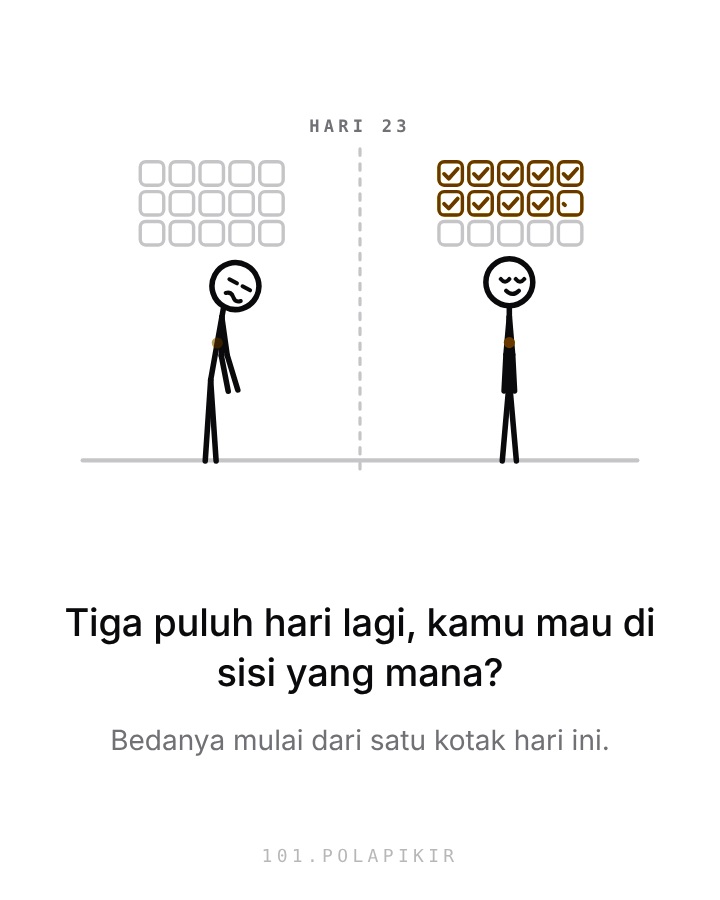 HARI 23
Tiga puluh hari lagi, kamu mau di
sisi yang mana?
Bedanya mulai dari satu kotak hari ini.
101.POLAPIKIR